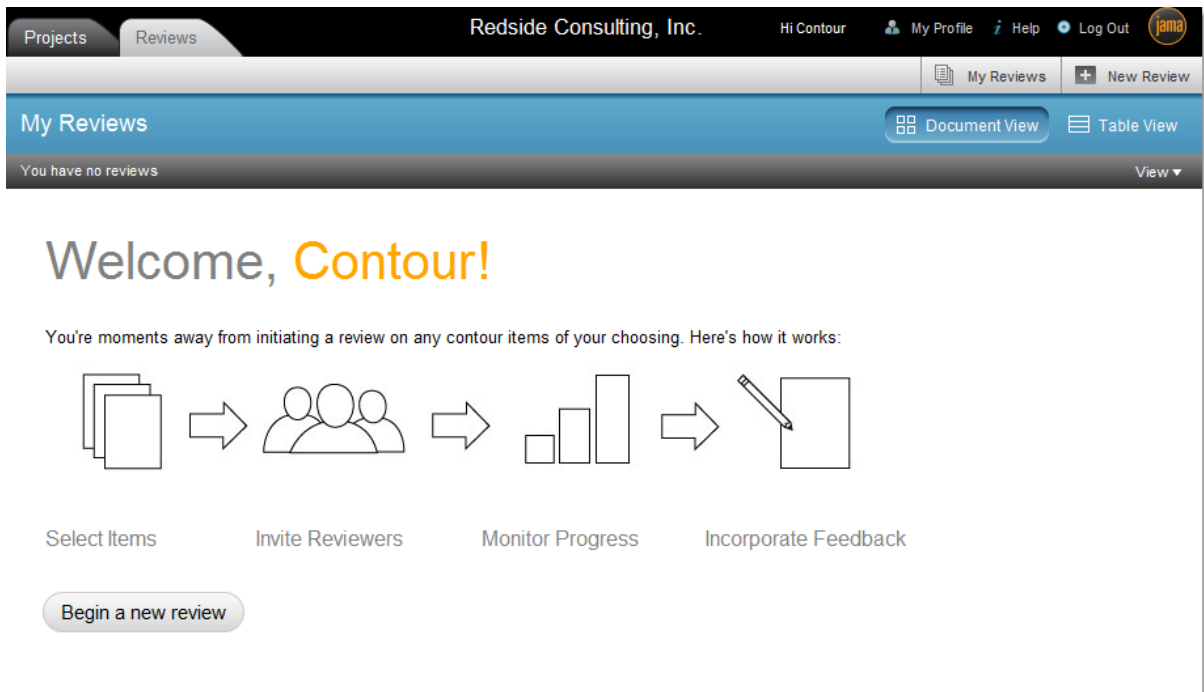 Projects Reviews Redside Consulting, Inc. Hi Contour My Profile i Help Log Out jama
My Reviews New Review
My Reviews Document View Table View
You have no reviews View
Welcome, Contour!
You're moments away from initiating a review on any contour items of your choosing. Here's how it works:
Select Items Invite Reviewers Monitor Progress Incorporate Feedback
Begin a new review